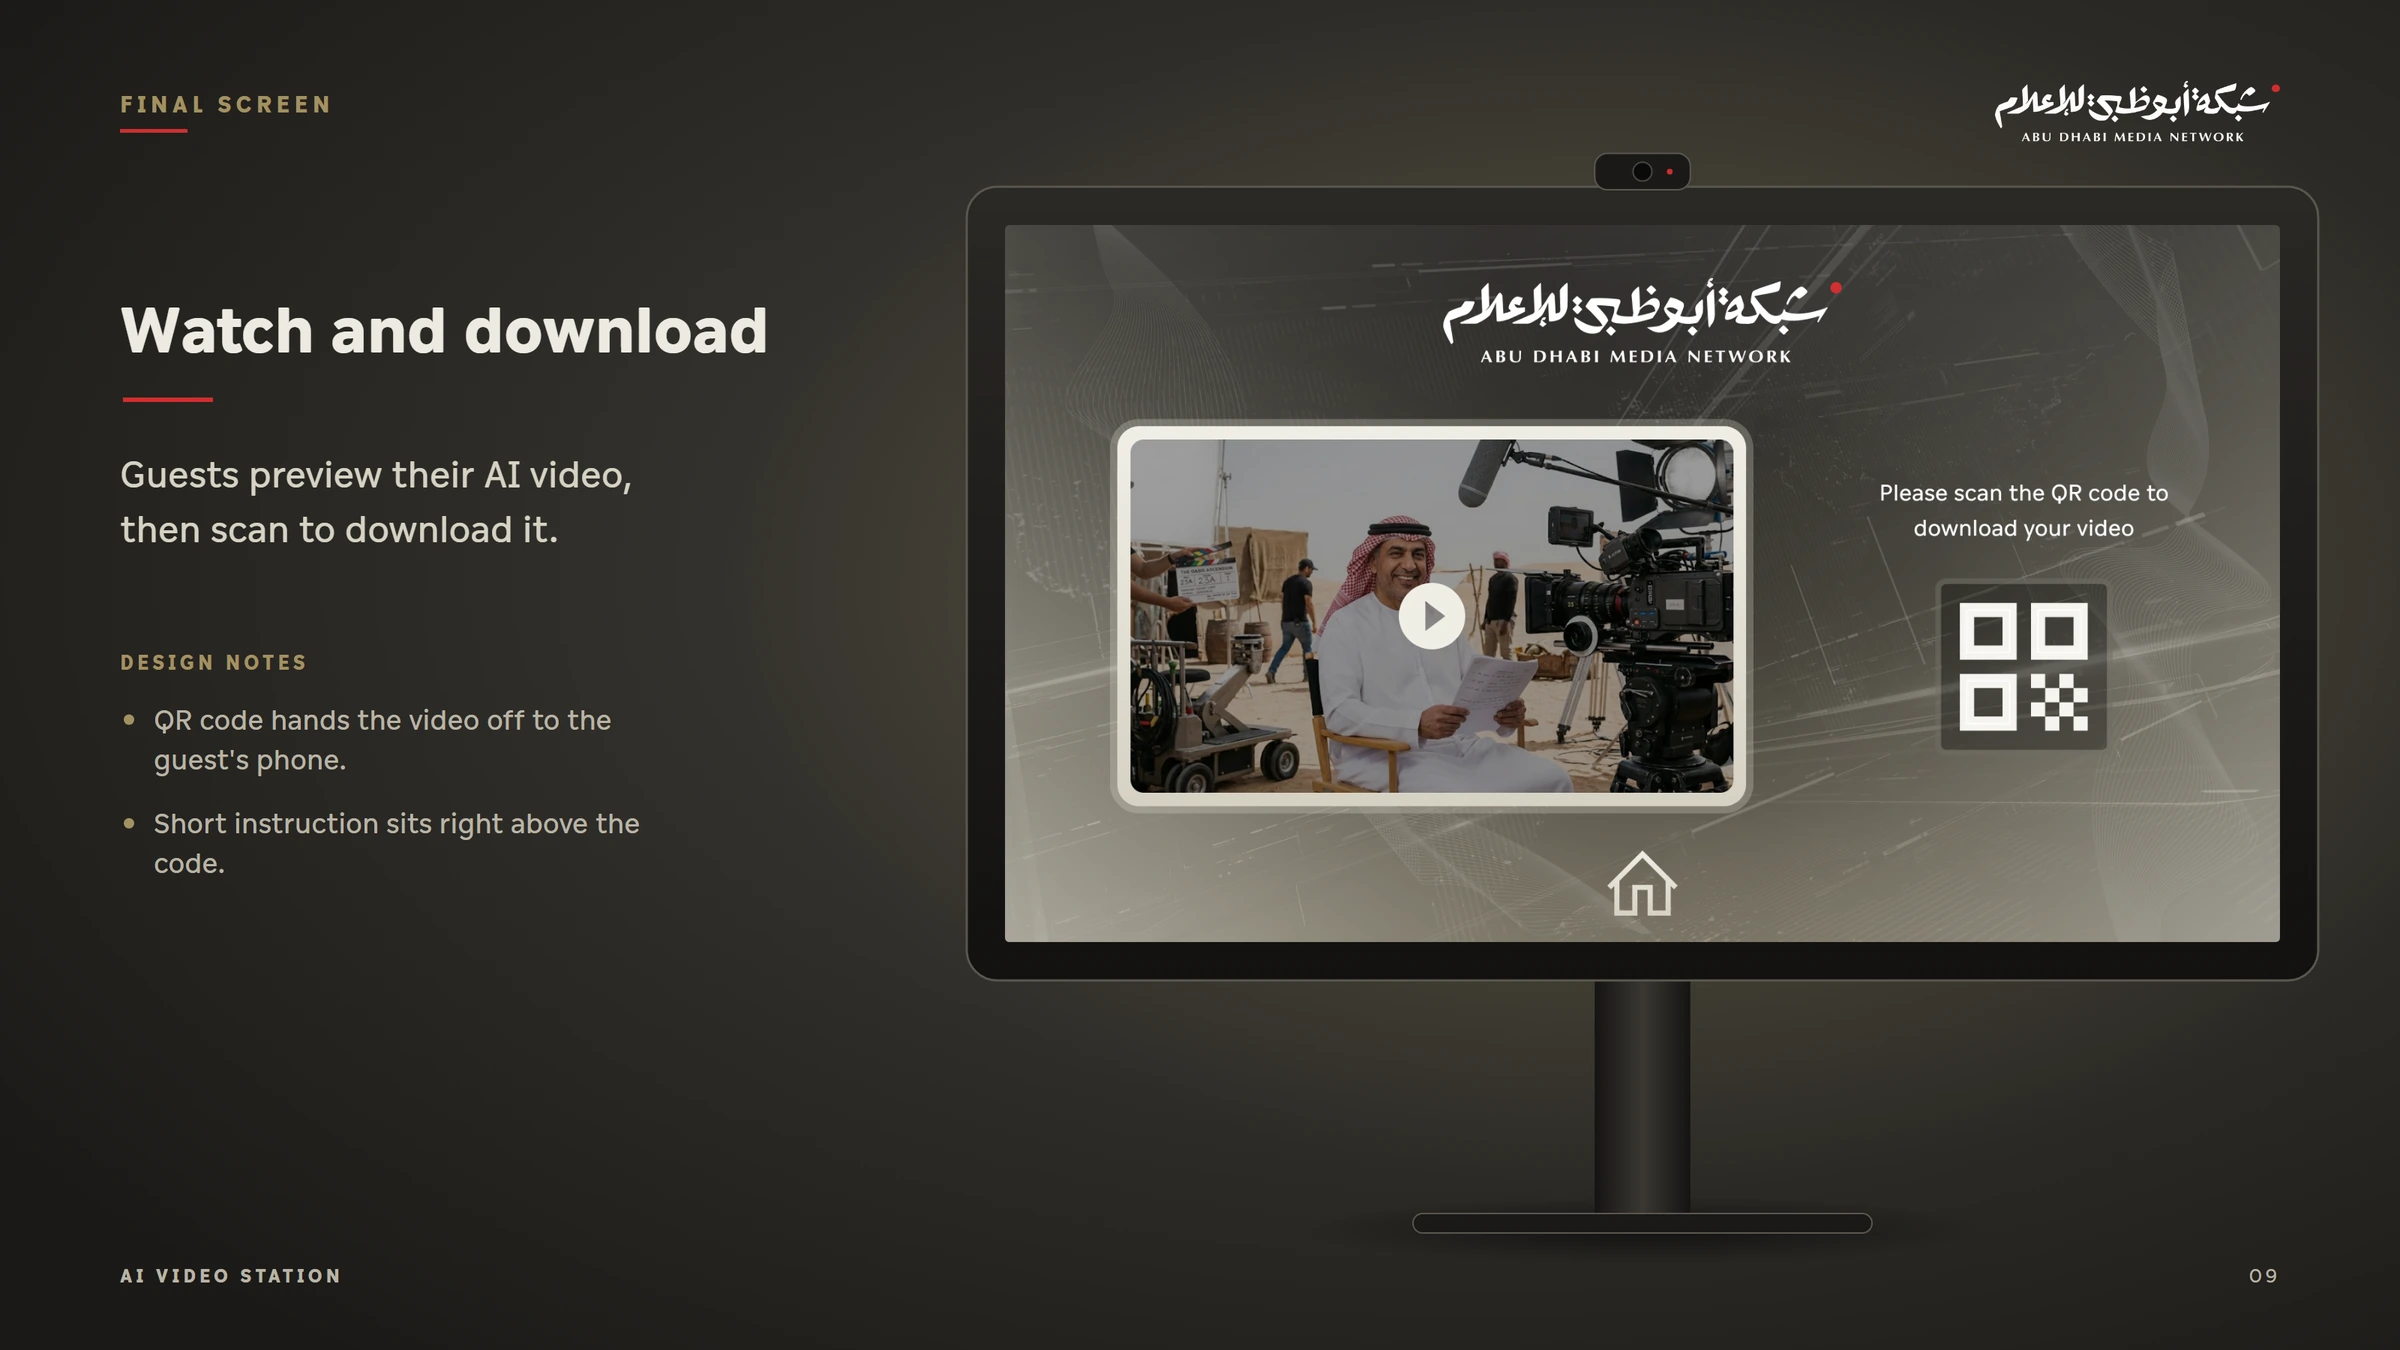 FINAL SCREEN
شبكة أبوظبي للإعلام
ABU DHABI MEDIA NETWORK
Watch and download
Guests preview their AI video,
then scan to download it.
DESIGN NOTES
QR code hands the video off to the
guest's phone.
Short instruction sits right above the
code.
شبكة أبوظبي للإعلام
ABU DHABI MEDIA NETWORK
Please scan the QR code to
download your video
AI VIDEO STATION
09